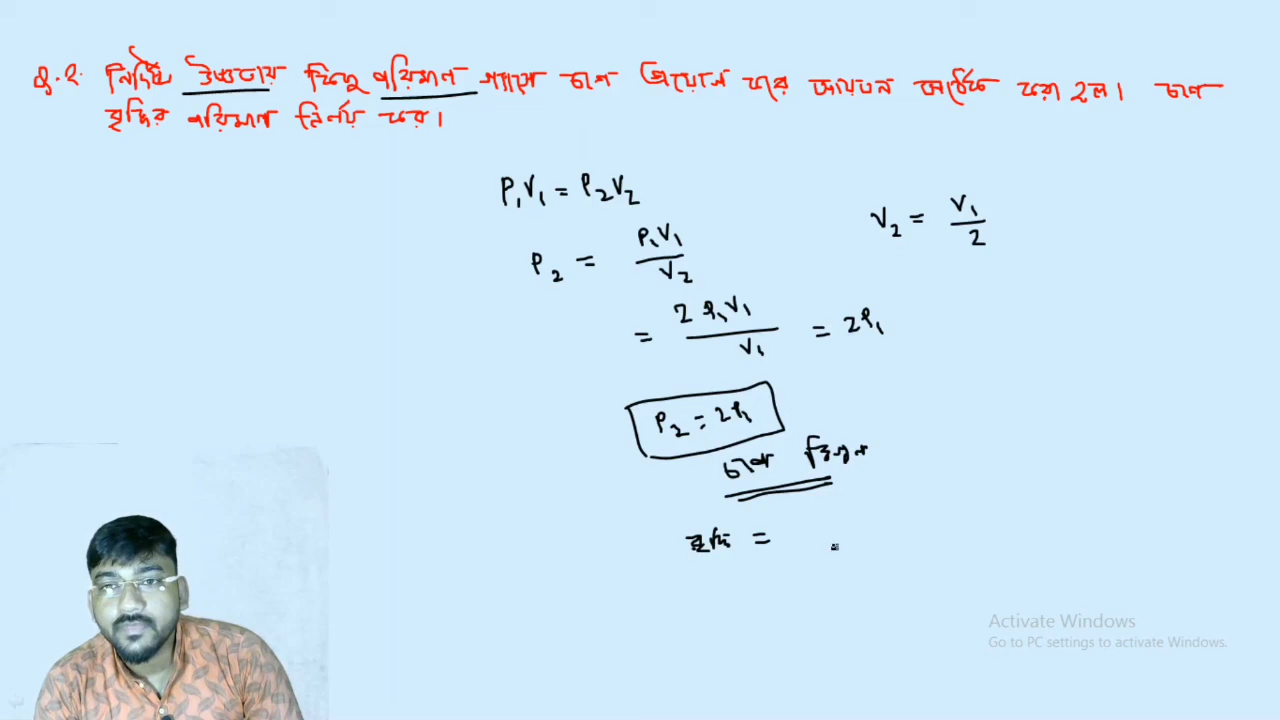 Q.2. নির্দিষ্ট উষ্ণতায় কিছু পরিমাণ গ্যাসে চাপ প্রয়োগ করে আয়তন অর্ধেক করা হল। চাপ
বৃদ্ধির পরিমাণ নির্ণয় করে।
P₁V₁ = P₂V₂
V₂ = V₁/2
P₂ = P₁V₁/V₂
= 2P₁V₁/V₁ = 2P₁
P₂ = 2P₁
চাপ দ্বিগুণ
বৃদ্ধি =
Activate Windows
Go to PC settings to activate Windows.